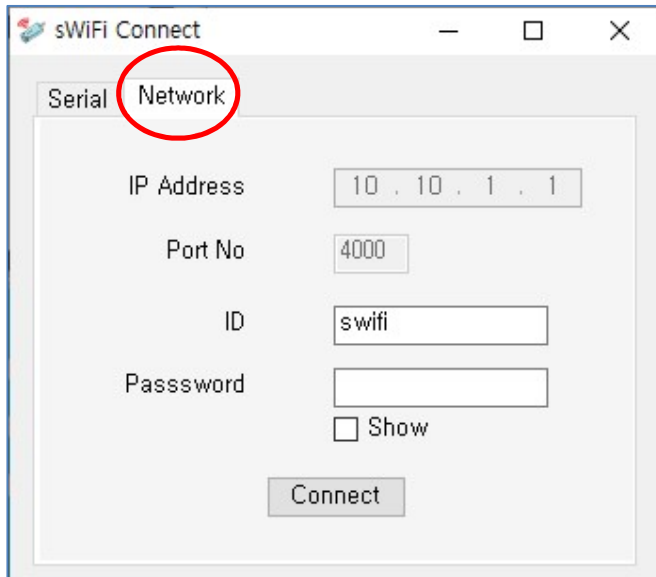 sWiFi Connect
Serial Network
IP Address 10 . 10 . 1 . 1
Port No 4000
ID swifi
Passsword
Show
Connect